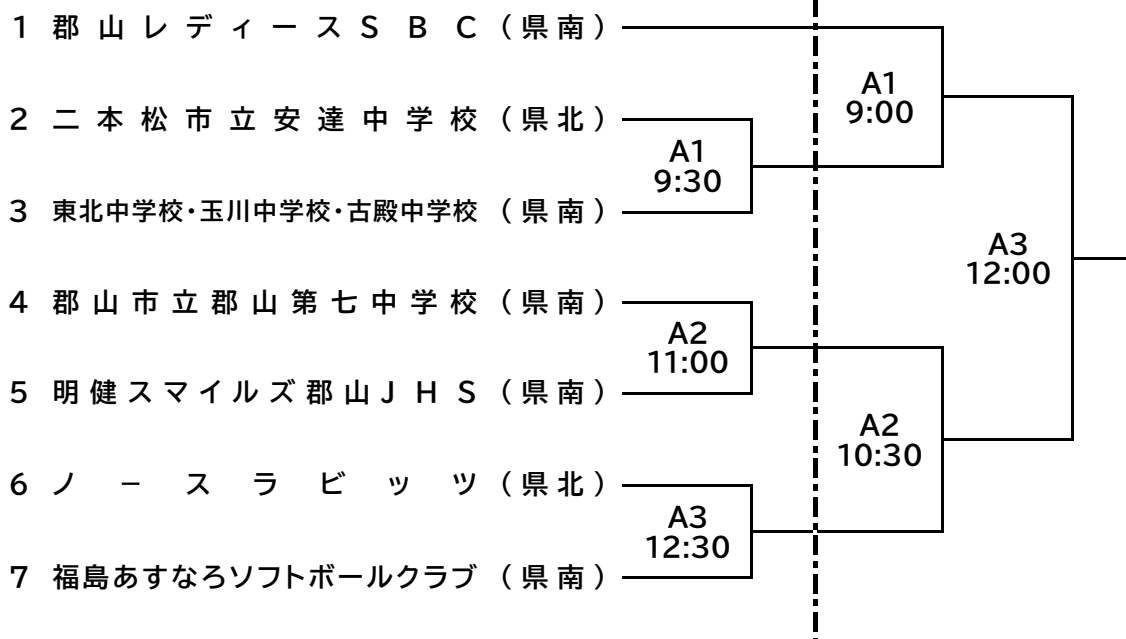 1 郡山レディースSBC (県南)
A1
9:00
2 二本松市立安達中学校 (県北)
A1
9:30
3 東北中学校・玉川中学校・古殿中学校 (県南)
A3
12:00
4 郡山市立郡山第七中学校 (県南)
A2
11:00
5 明健スマイルズ郡山JHS (県南)
A2
10:30
6 ノースラビッツ (県北)
A3
12:30
7 福島あすなろソフトボールクラブ (県南)